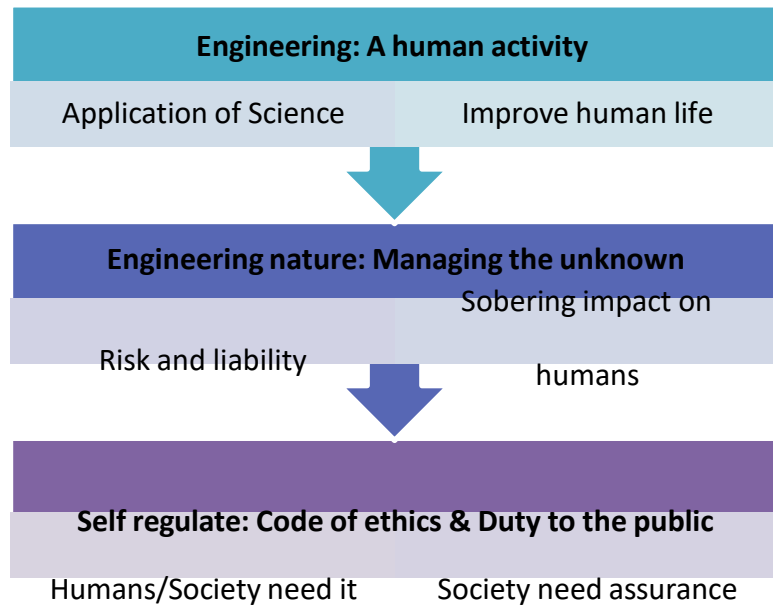 Engineering: A human activity
Application of Science
Improve human life
Engineering nature: Managing the unknown
Risk and liability
Sobering impact on
humans
Self regulate: Code of ethics & Duty to the public
Humans/Society need it
Society need assurance